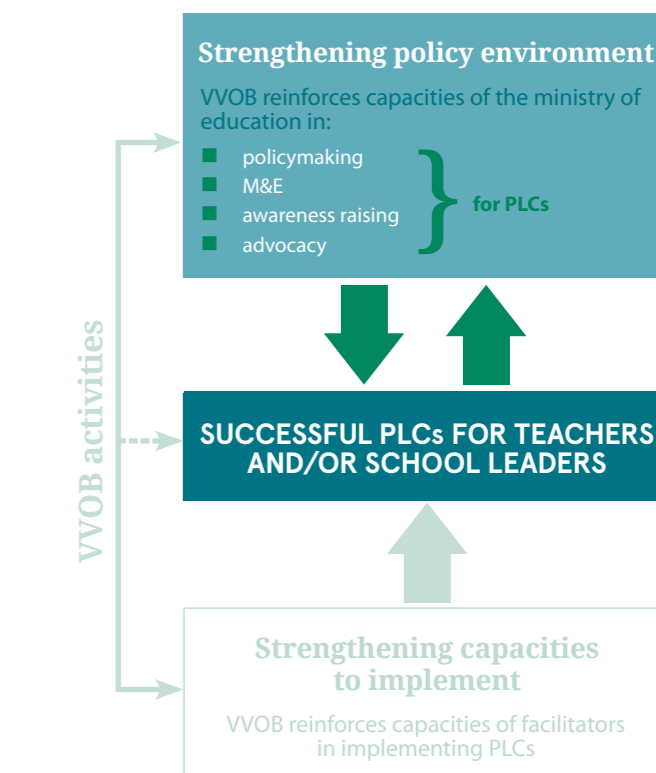 Strengthening policy environment
VVOB reinforces capacities of the ministry of
education in:
policymaking
M&E
awareness raising
advocacy
for PLCs
VVOB activities
SUCCESSFUL PLCs FOR TEACHERS
AND/OR SCHOOL LEADERS
Strengthening capacities
to implement
VVOB reinforces capacities of facilitators
in implementing PLCs